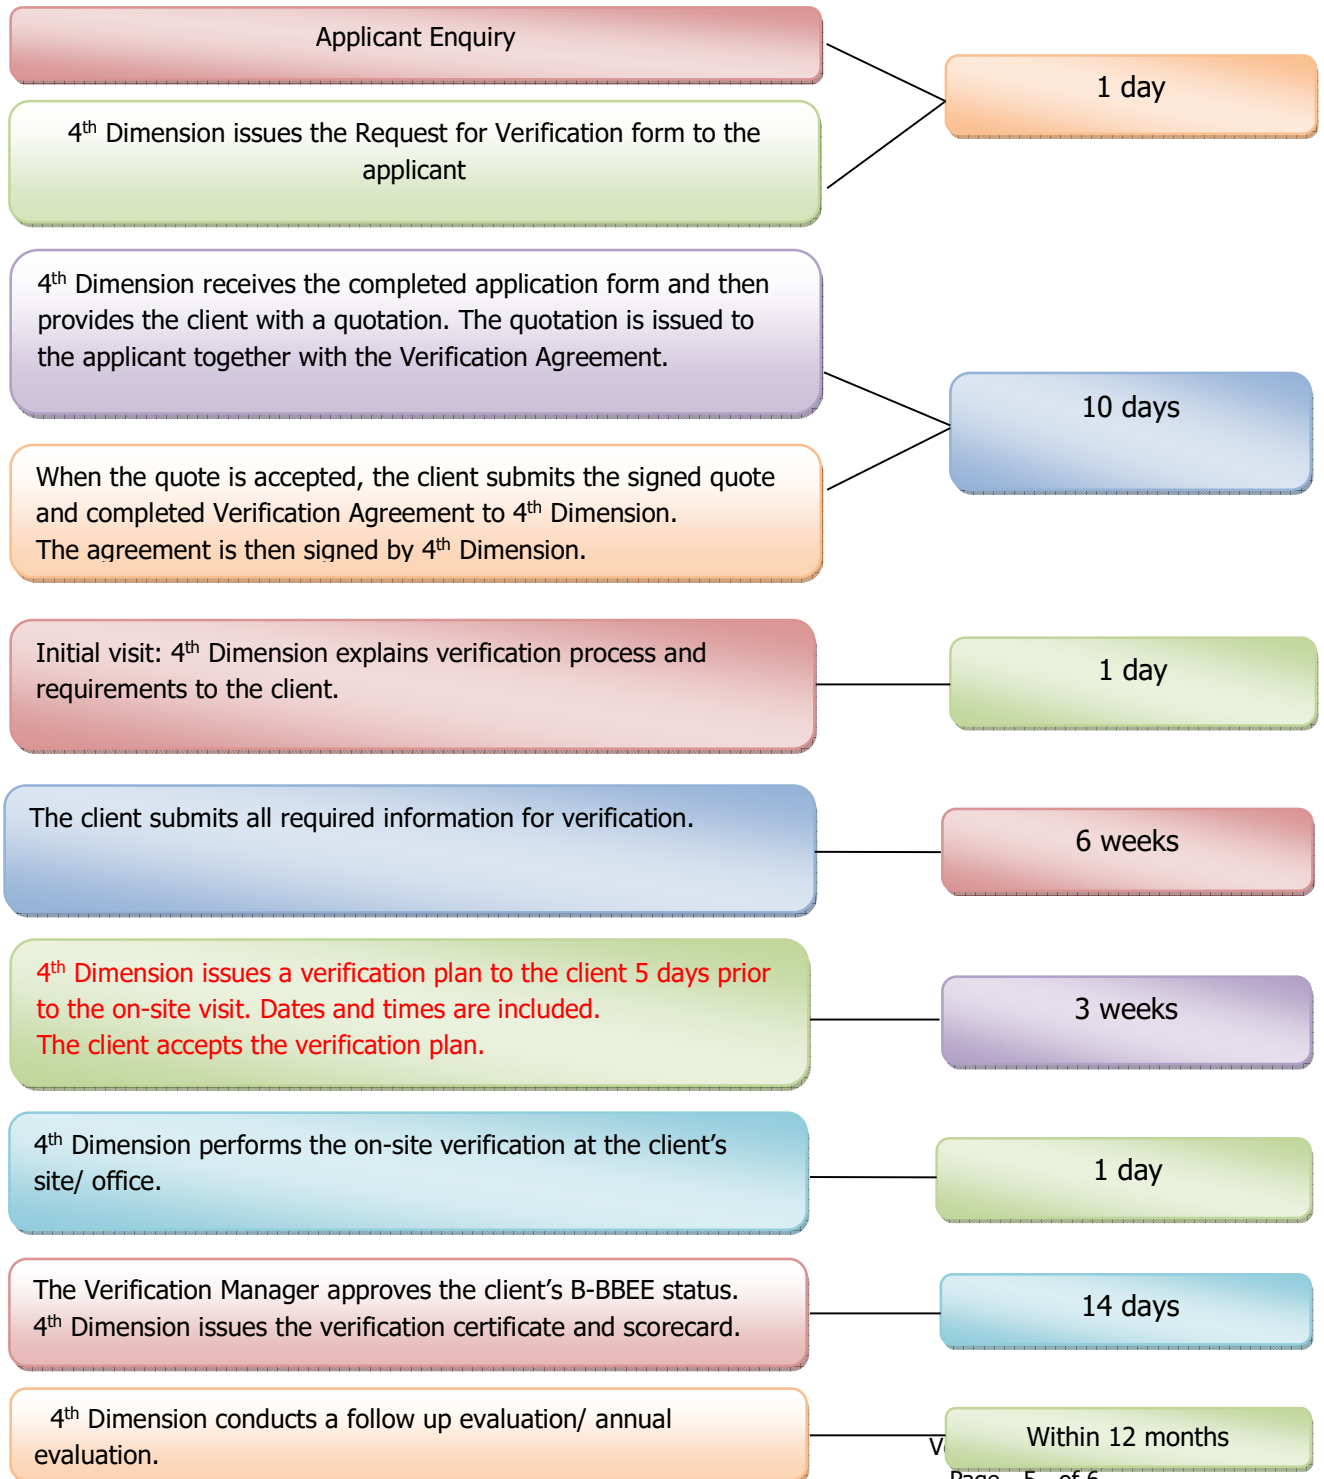 Applicant Enquiry
1 day
4th Dimension issues the Request for Verification form to the
applicant
4th Dimension receives the completed application form and then
provides the client with a quotation. The quotation is issued to
the applicant together with the Verification Agreement.
10 days
When the quote is accepted, the client submits the signed quote
and completed Verification Agreement to 4th Dimension.
The agreement is then signed by 4th Dimension.
Initial visit: 4th Dimension explains verification process and
requirements to the client.
1 day
The client submits all required information for verification.
6 weeks
4th Dimension issues a verification plan to the client 5 days prior
to the on-site visit. Dates and times are included.
The client accepts the verification plan.
3 weeks
4th Dimension performs the on-site verification at the client’s
site/ office.
1 day
The Verification Manager approves the client’s B-BBEE status.
4th Dimension issues the verification certificate and scorecard.
14 days
4th Dimension conducts a follow up evaluation/ annual
evaluation.
Within 12 months
Page 5 of 6